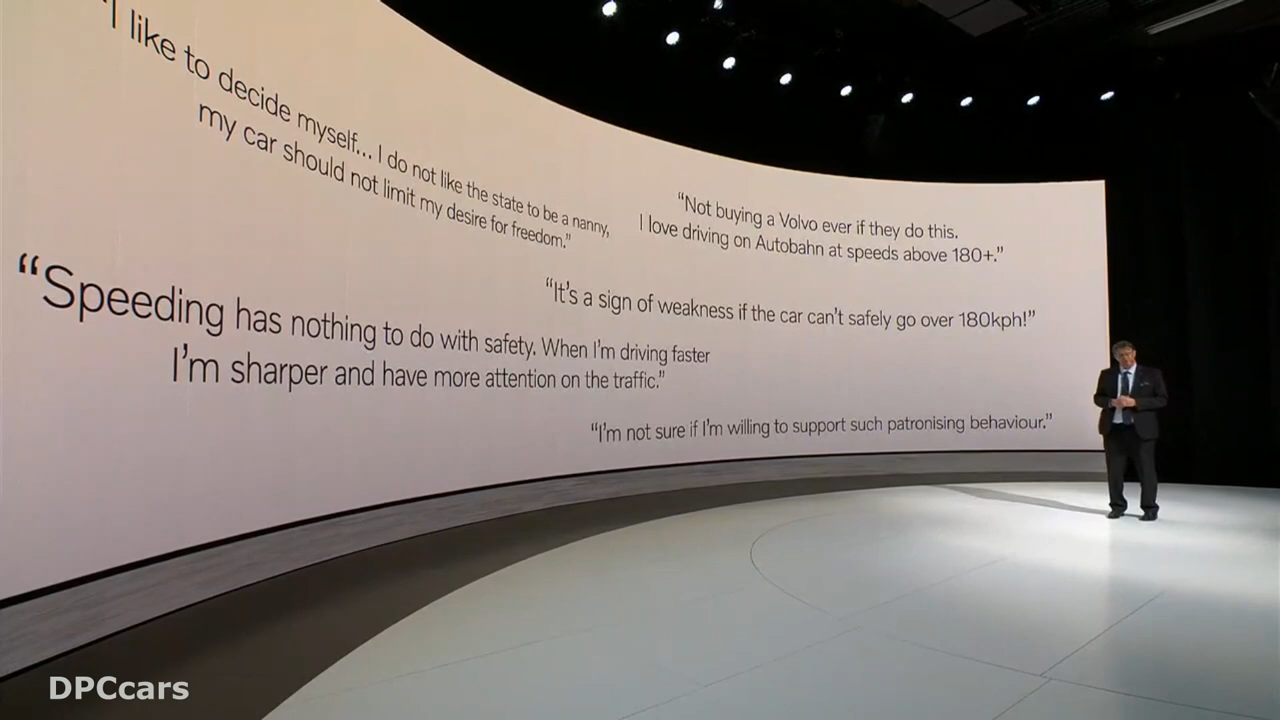 "I like to decide myself... I do not like the state to be a nanny,
my car should not limit my desire for freedom."
"Not buying a Volvo ever if they do this.
I love driving on Autobahn at speeds above 180+."
"It's a sign of weakness if the car can't safely go over 180kph!"
"Speeding has nothing to do with safety. When I'm driving faster
I'm sharper and have more attention on the traffic."
"I'm not sure if I'm willing to support such patronising behaviour."
DPCcars